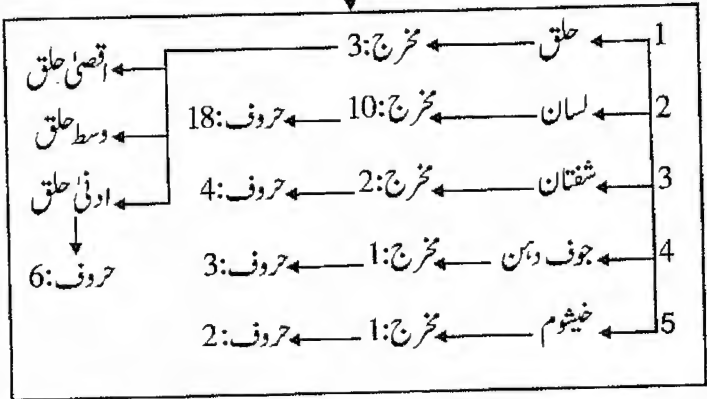 1 حلق مخرج:3 اقصیٰ حلق
وسط حلق
2 لسان مخرج:10 حروف:18
ادنیٰ حلق
3 شفتان مخرج:2 حروف:4
حروف:6
4 جوف دہن مخرج:1 حروف:3
5 خیشوم مخرج:1 حروف:2